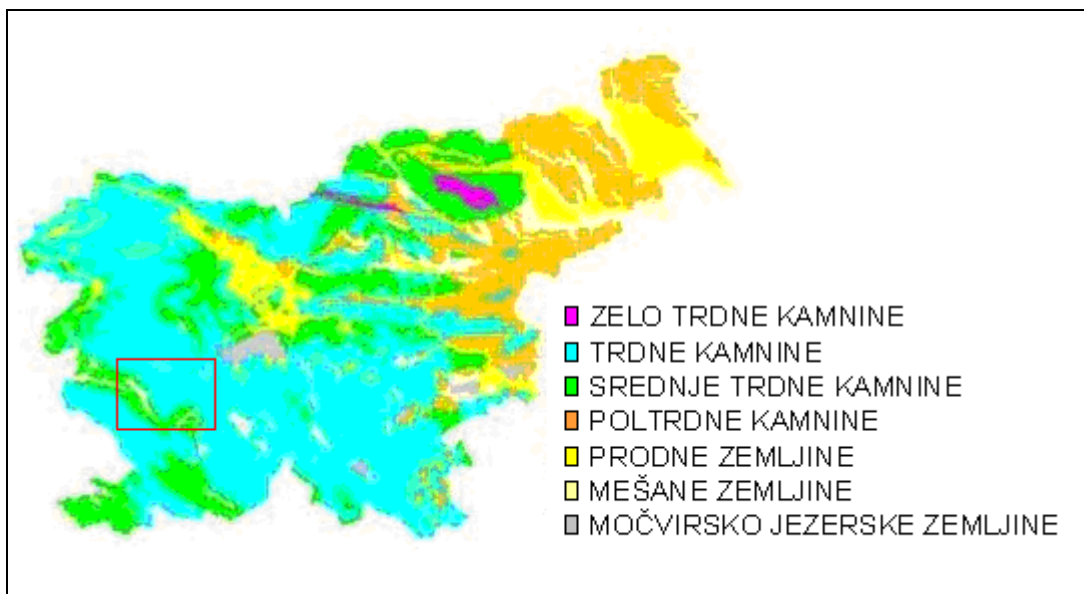 ZELO TRDNE KAMNINE
TRDNE KAMNINE
SREDNJE TRDNE KAMNINE
POLTRDNE KAMNINE
PRODNE ZEMLJINE
MEŠANE ZEMLJINE
MOČVIRSKO JEZERSKE ZEMLJINE